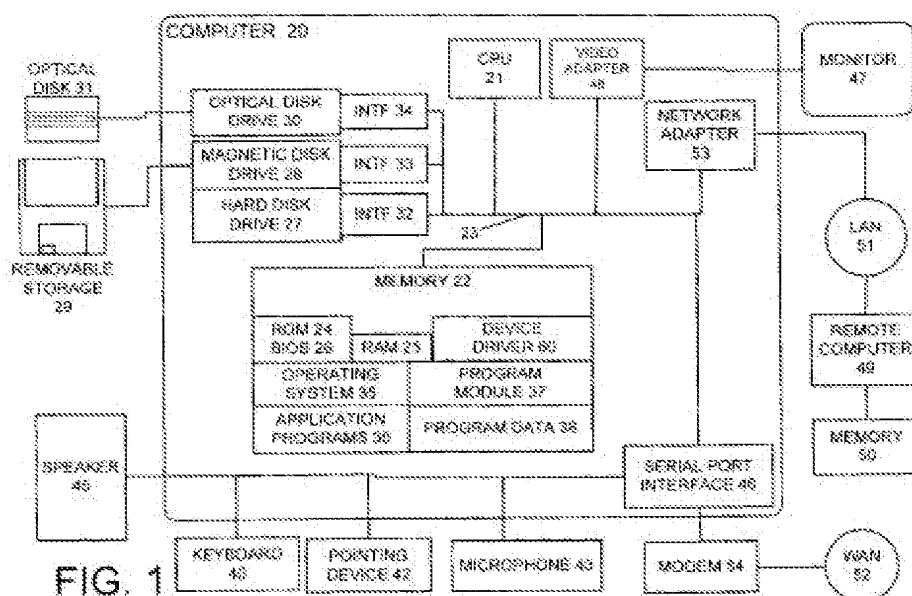 COMPUTER 20
OPTICAL
DISK 31
OPTICAL DISK
DRIVE 30
INTF 34
MAGNETIC DISK
DRIVE 28
INTF 33
HARD DISK
DRIVE 27
INTF 32
REMOVABLE
STORAGE
29
CPU
21
VIDEO
ADAPTER 48
MONITOR
47
NETWORK
ADAPTER
53
23
LAN
51
REMOTE
COMPUTER
49
MEMORY
50
MEMORY 22
ROM 24
BIOS 26
RAM 25
DEVICE
DRIVER 60
OPERATING
SYSTEM 35
PROGRAM
MODULE 37
APPLICATION
PROGRAMS 36
PROGRAM DATA 38
SPEAKER
45
SERIAL PORT
INTERFACE 46
KEYBOARD
40
POINTING
DEVICE 42
MICROPHONE 43
MODEM 54
WAN
52
FIG. 1